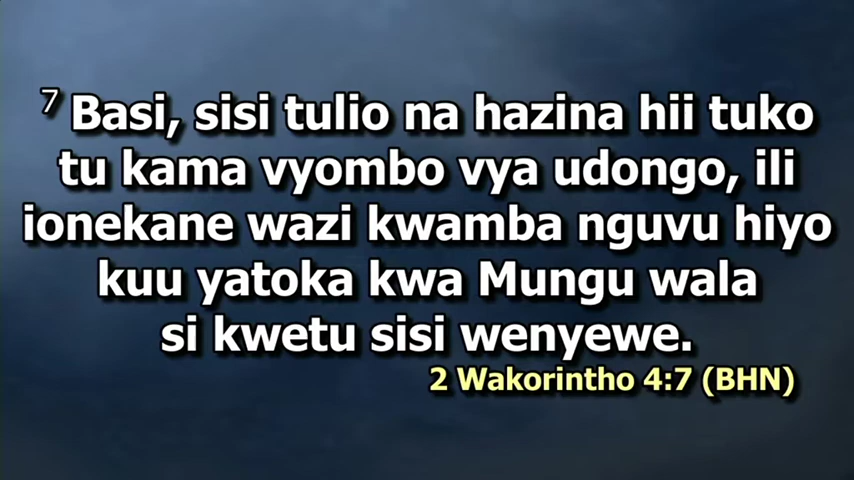 7 Basi, sisi tulio na hazina hii tuko
tu kama vyombo vya udongo, ili
ionekane wazi kwamba nguvu hiyo
kuu yatoka kwa Mungu wala
si kwetu sisi wenyewe.
2 Wakorintho 4:7 (BHN)